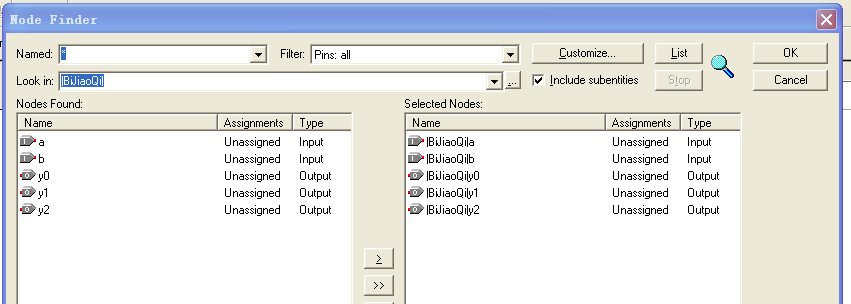 Node Finder
Named: * Filter: Pins: all Customize... List OK
Look in: |BiJiaoQi| ... Include subentities Stop Cancel
Nodes Found: Selected Nodes:
Name Assignments Type Name Assignments Type
a Unassigned Input |BiJiaoQi|a Unassigned Input
b Unassigned Input |BiJiaoQi|b Unassigned Input
y0 Unassigned Output |BiJiaoQi|y0 Unassigned Output
y1 Unassigned Output |BiJiaoQi|y1 Unassigned Output
y2 Unassigned Output |BiJiaoQi|y2 Unassigned Output
>
>>